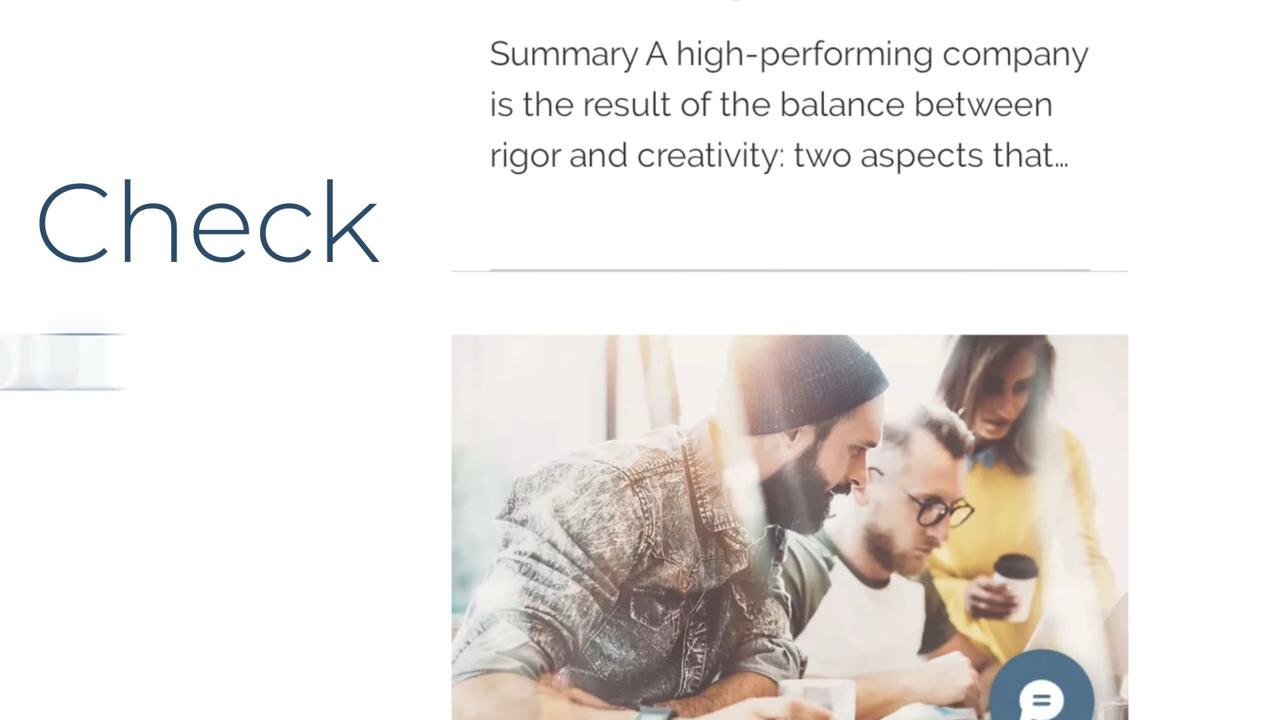 Summary A high-performing company
is the result of the balance between
rigor and creativity: two aspects that…
Check